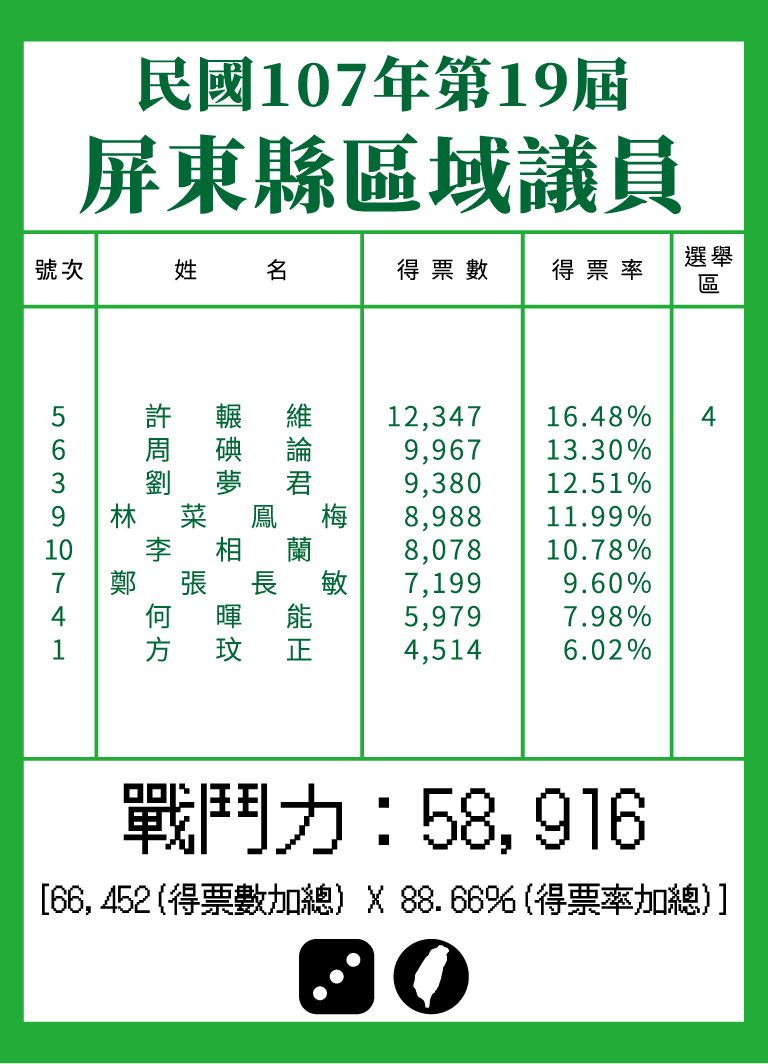 民國107年第19屆
屏東縣區域議員
號次 姓名 得票數 得票率 選舉區
5 許輾維 12,347 16.48% 4
6 周碘論 9,967 13.30%
3 劉夢君 9,380 12.51%
9 林菜鳳梅 8,988 11.99%
10 李相蘭 8,078 10.78%
7 鄭張長敏 7,199 9.60%
4 何暉能 5,979 7.98%
1 方玟正 4,514 6.02%
戰鬥力：58,916
[66,452(得票數加總) X 88.66%(得票率加總)]